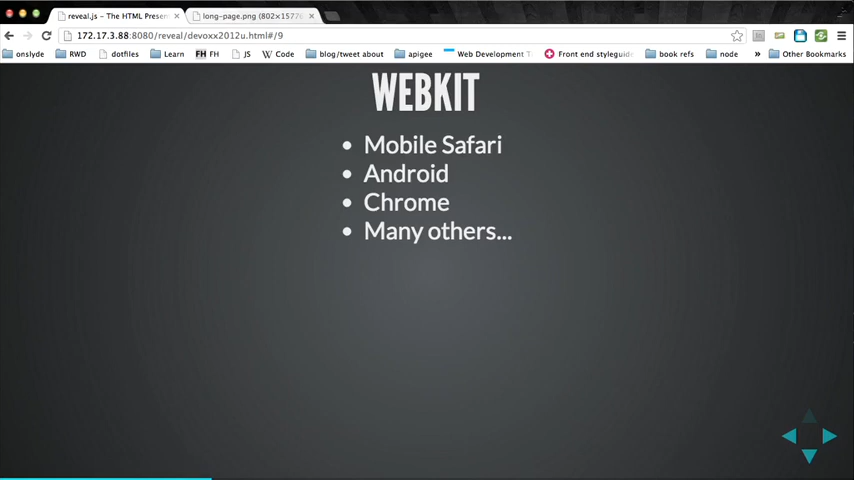 reveal.js – The HTML Presen
long-page.png (802×1577
172.17.3.88:8080/reveal/devoxx2012u.html#/9
onslyde RWD dotfiles Learn FH FH JS W Code blog/tweet about apigee Web Development T Front end styleguide book refs node » Other Bookmarks
WEBKIT
• Mobile Safari
• Android
• Chrome
• Many others...